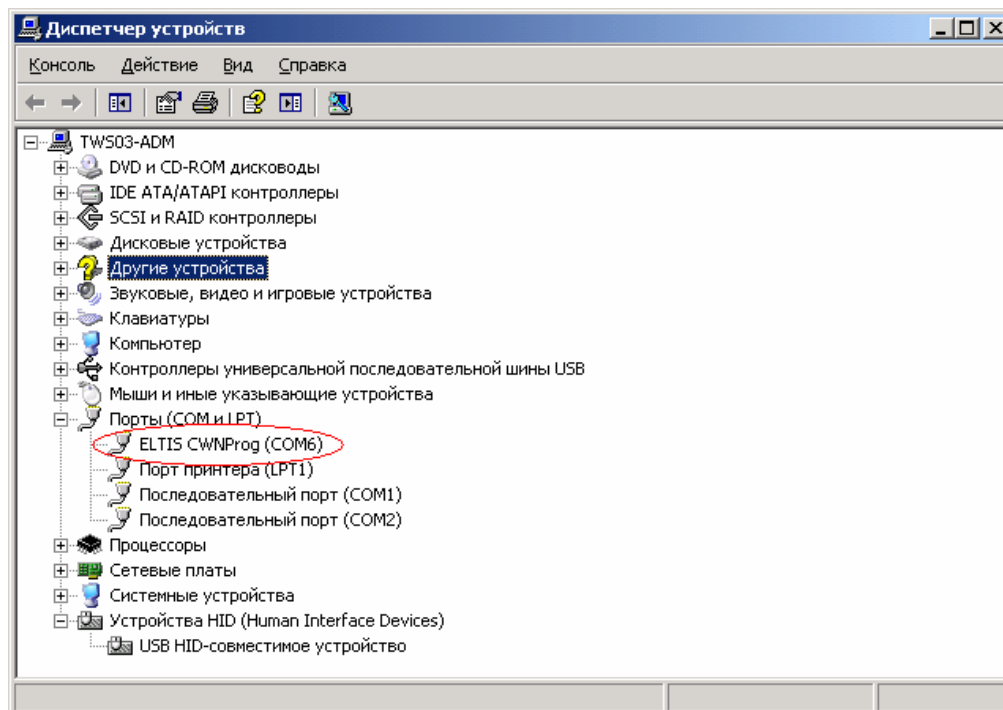 Диспетчер устройств
Консоль Действие Вид Справка
TWS03-ADM
DVD и CD-ROM дисководы
IDE ATA/ATAPI контроллеры
SCSI и RAID контроллеры
Дисковые устройства
Другие устройства
Звуковые, видео и игровые устройства
Клавиатуры
Компьютер
Контроллеры универсальной последовательной шины USB
Мыши и иные указывающие устройства
Порты (COM и LPT)
ELTIS CWNProg (COM6)
Порт принтера (LPT1)
Последовательный порт (COM1)
Последовательный порт (COM2)
Процессоры
Сетевые платы
Системные устройства
Устройства HID (Human Interface Devices)
USB HID-совместимое устройство